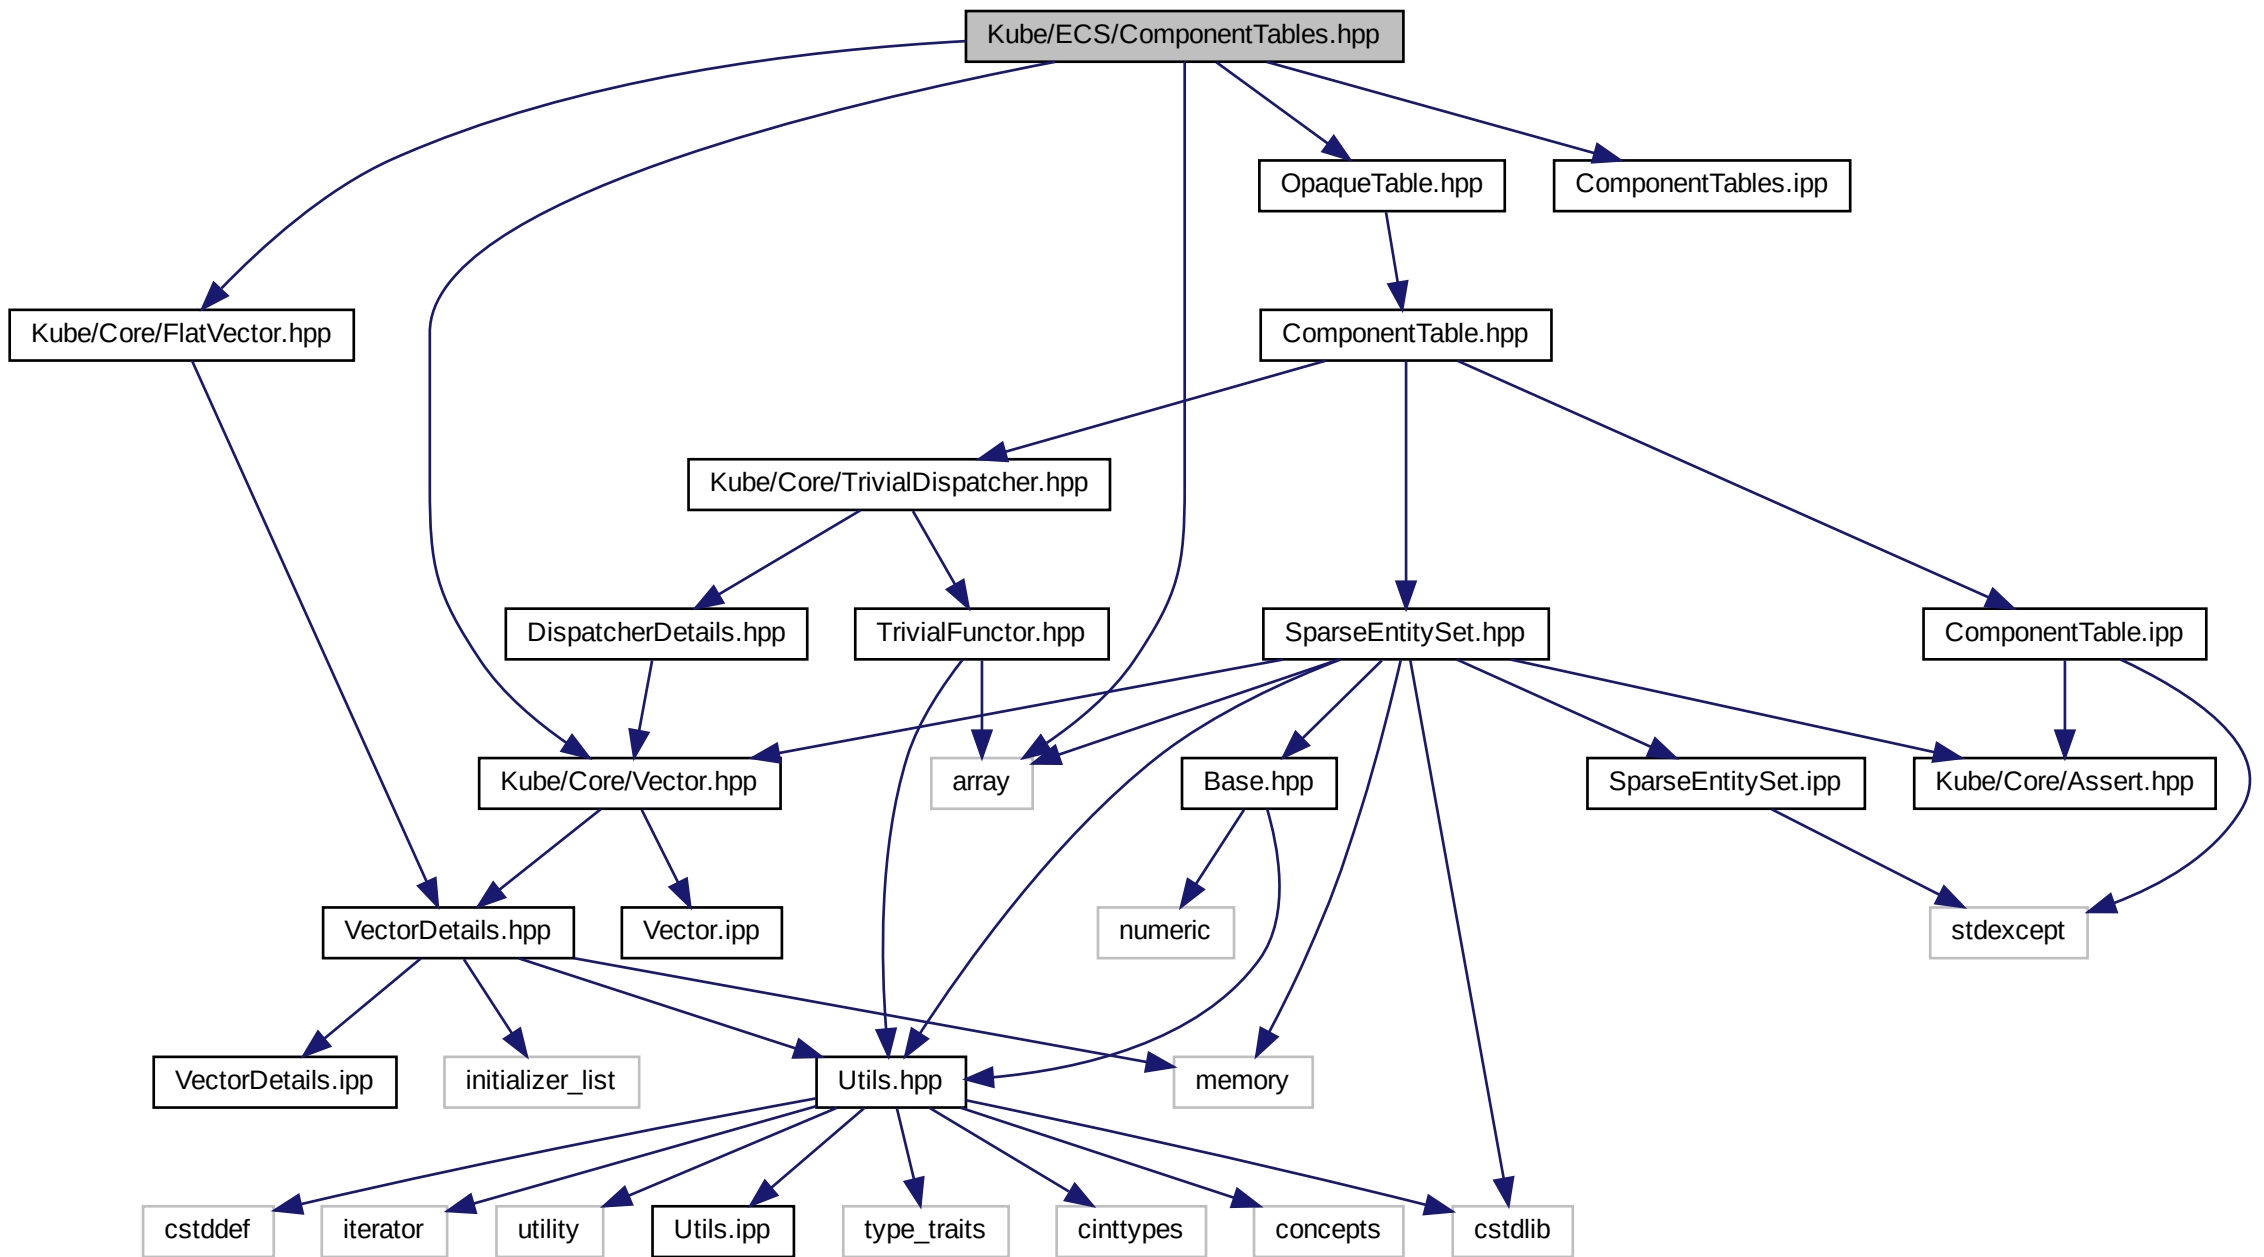 Kube/ECS/ComponentTables.hpp
OpaqueTable.hpp
ComponentTables.ipp
Kube/Core/FlatVector.hpp
ComponentTable.hpp
Kube/Core/TrivialDispatcher.hpp
DispatcherDetails.hpp
TrivialFunctor.hpp
SparseEntitySet.hpp
ComponentTable.ipp
Kube/Core/Vector.hpp
array
Base.hpp
SparseEntitySet.ipp
Kube/Core/Assert.hpp
VectorDetails.hpp
Vector.ipp
numeric
stdexcept
VectorDetails.ipp
initializer_list
Utils.hpp
memory
cstddef
iterator
utility
Utils.ipp
type_traits
cinttypes
concepts
cstdlib